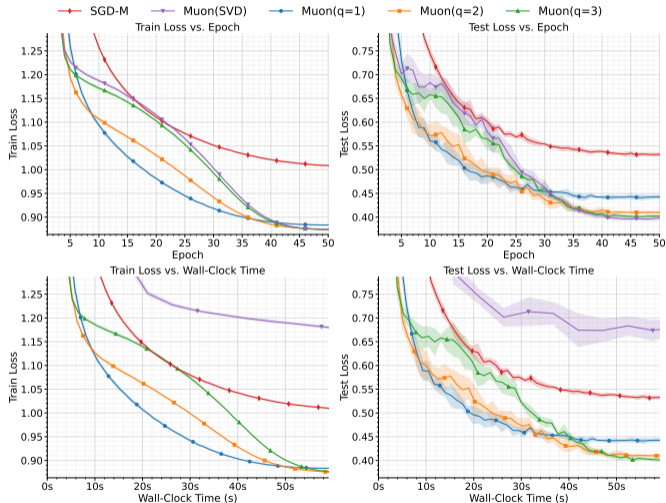 SGD-M Muon(SVD) Muon(q=1) Muon(q=2) Muon(q=3)
Train Loss vs. Epoch
1.25
1.20
1.15
1.10
1.05
1.00
0.95
0.90
Train Loss
5 10 15 20 25 30 35 40 45 50
Epoch
Test Loss vs. Epoch
0.75
0.70
0.65
0.60
0.55
0.50
0.45
0.40
Test Loss
5 10 15 20 25 30 35 40 45 50
Epoch
Train Loss vs. Wall-Clock Time
1.25
1.20
1.15
1.10
1.05
1.00
0.95
0.90
Train Loss
0s 10s 20s 30s 40s 50s
Wall-Clock Time (s)
Test Loss vs. Wall-Clock Time
0.75
0.70
0.65
0.60
0.55
0.50
0.45
0.40
Test Loss
0s 10s 20s 30s 40s 50s
Wall-Clock Time (s)